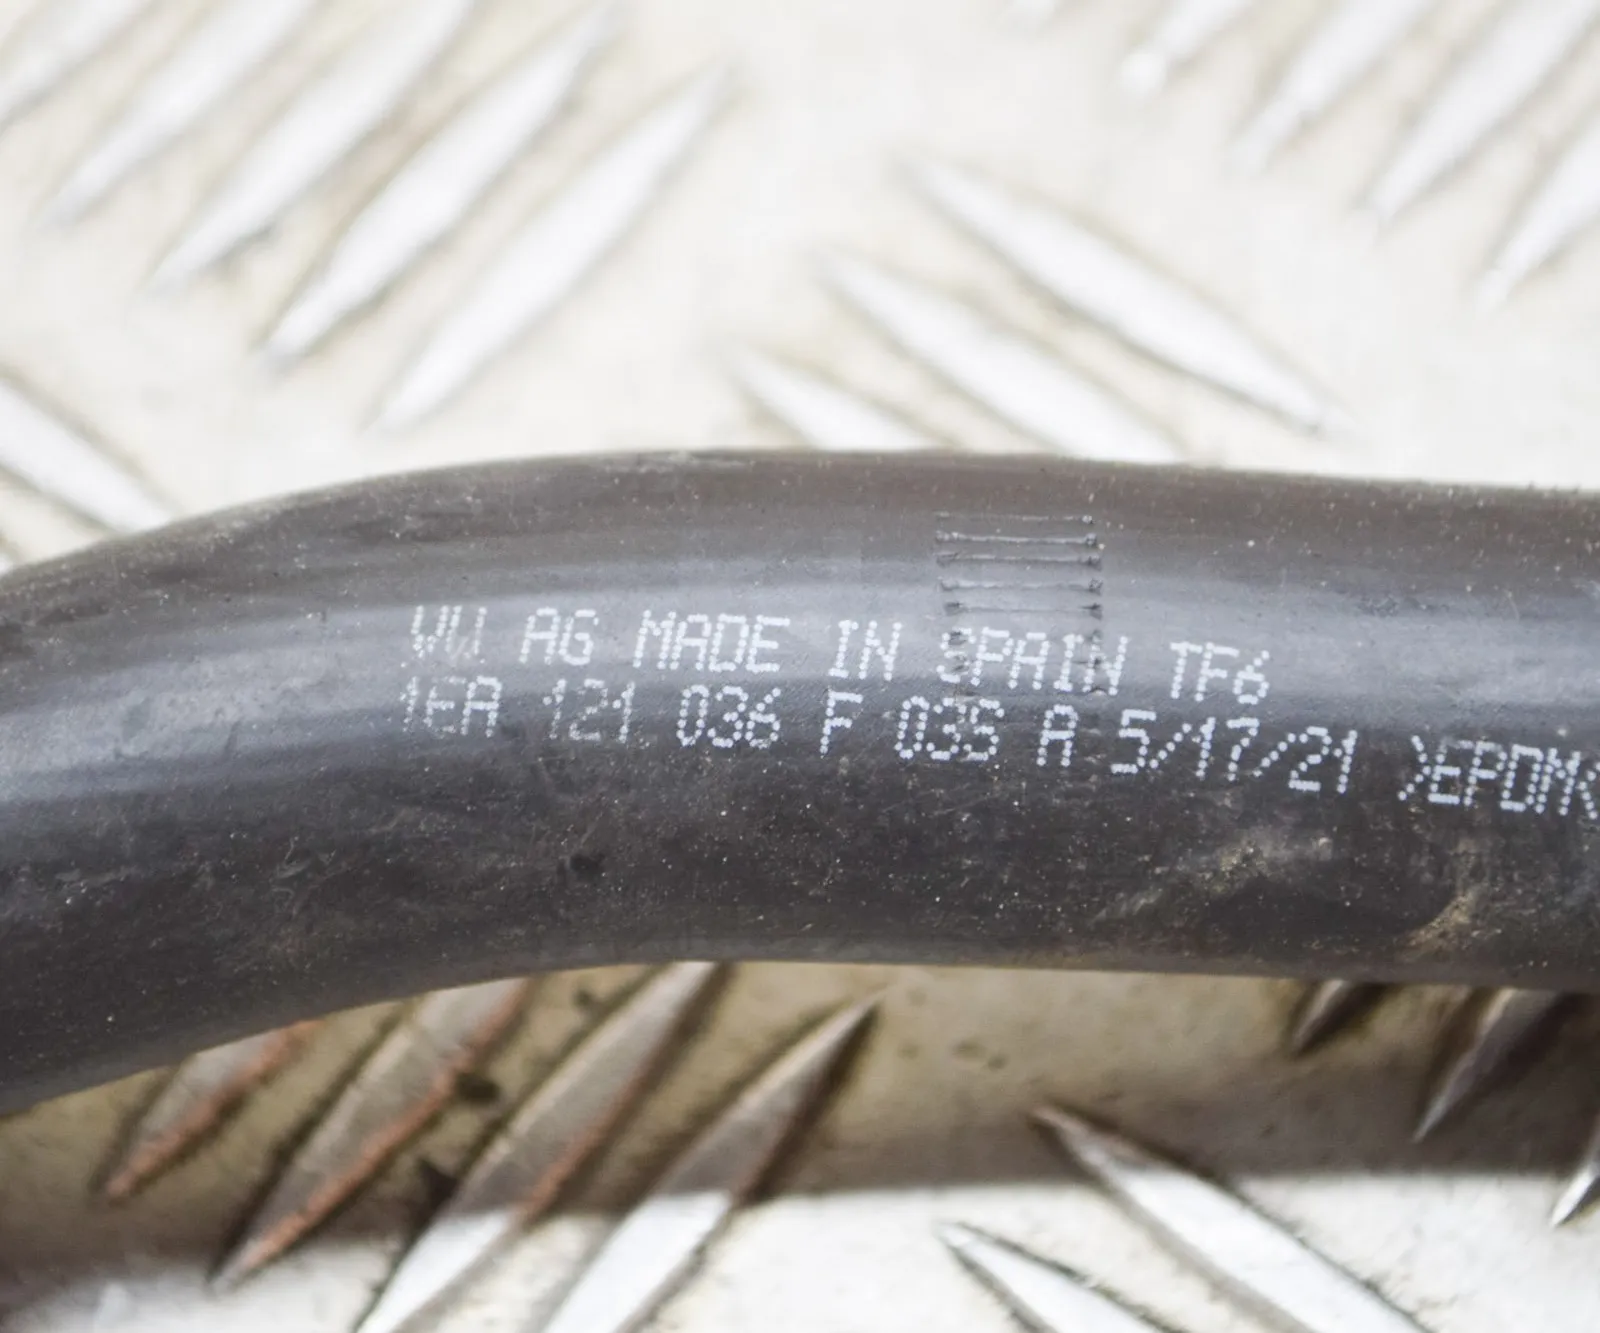 VW AG MADE IN SPAIN TF6
1EA 121 036 F 03S A 5/17/21 >EPDM<